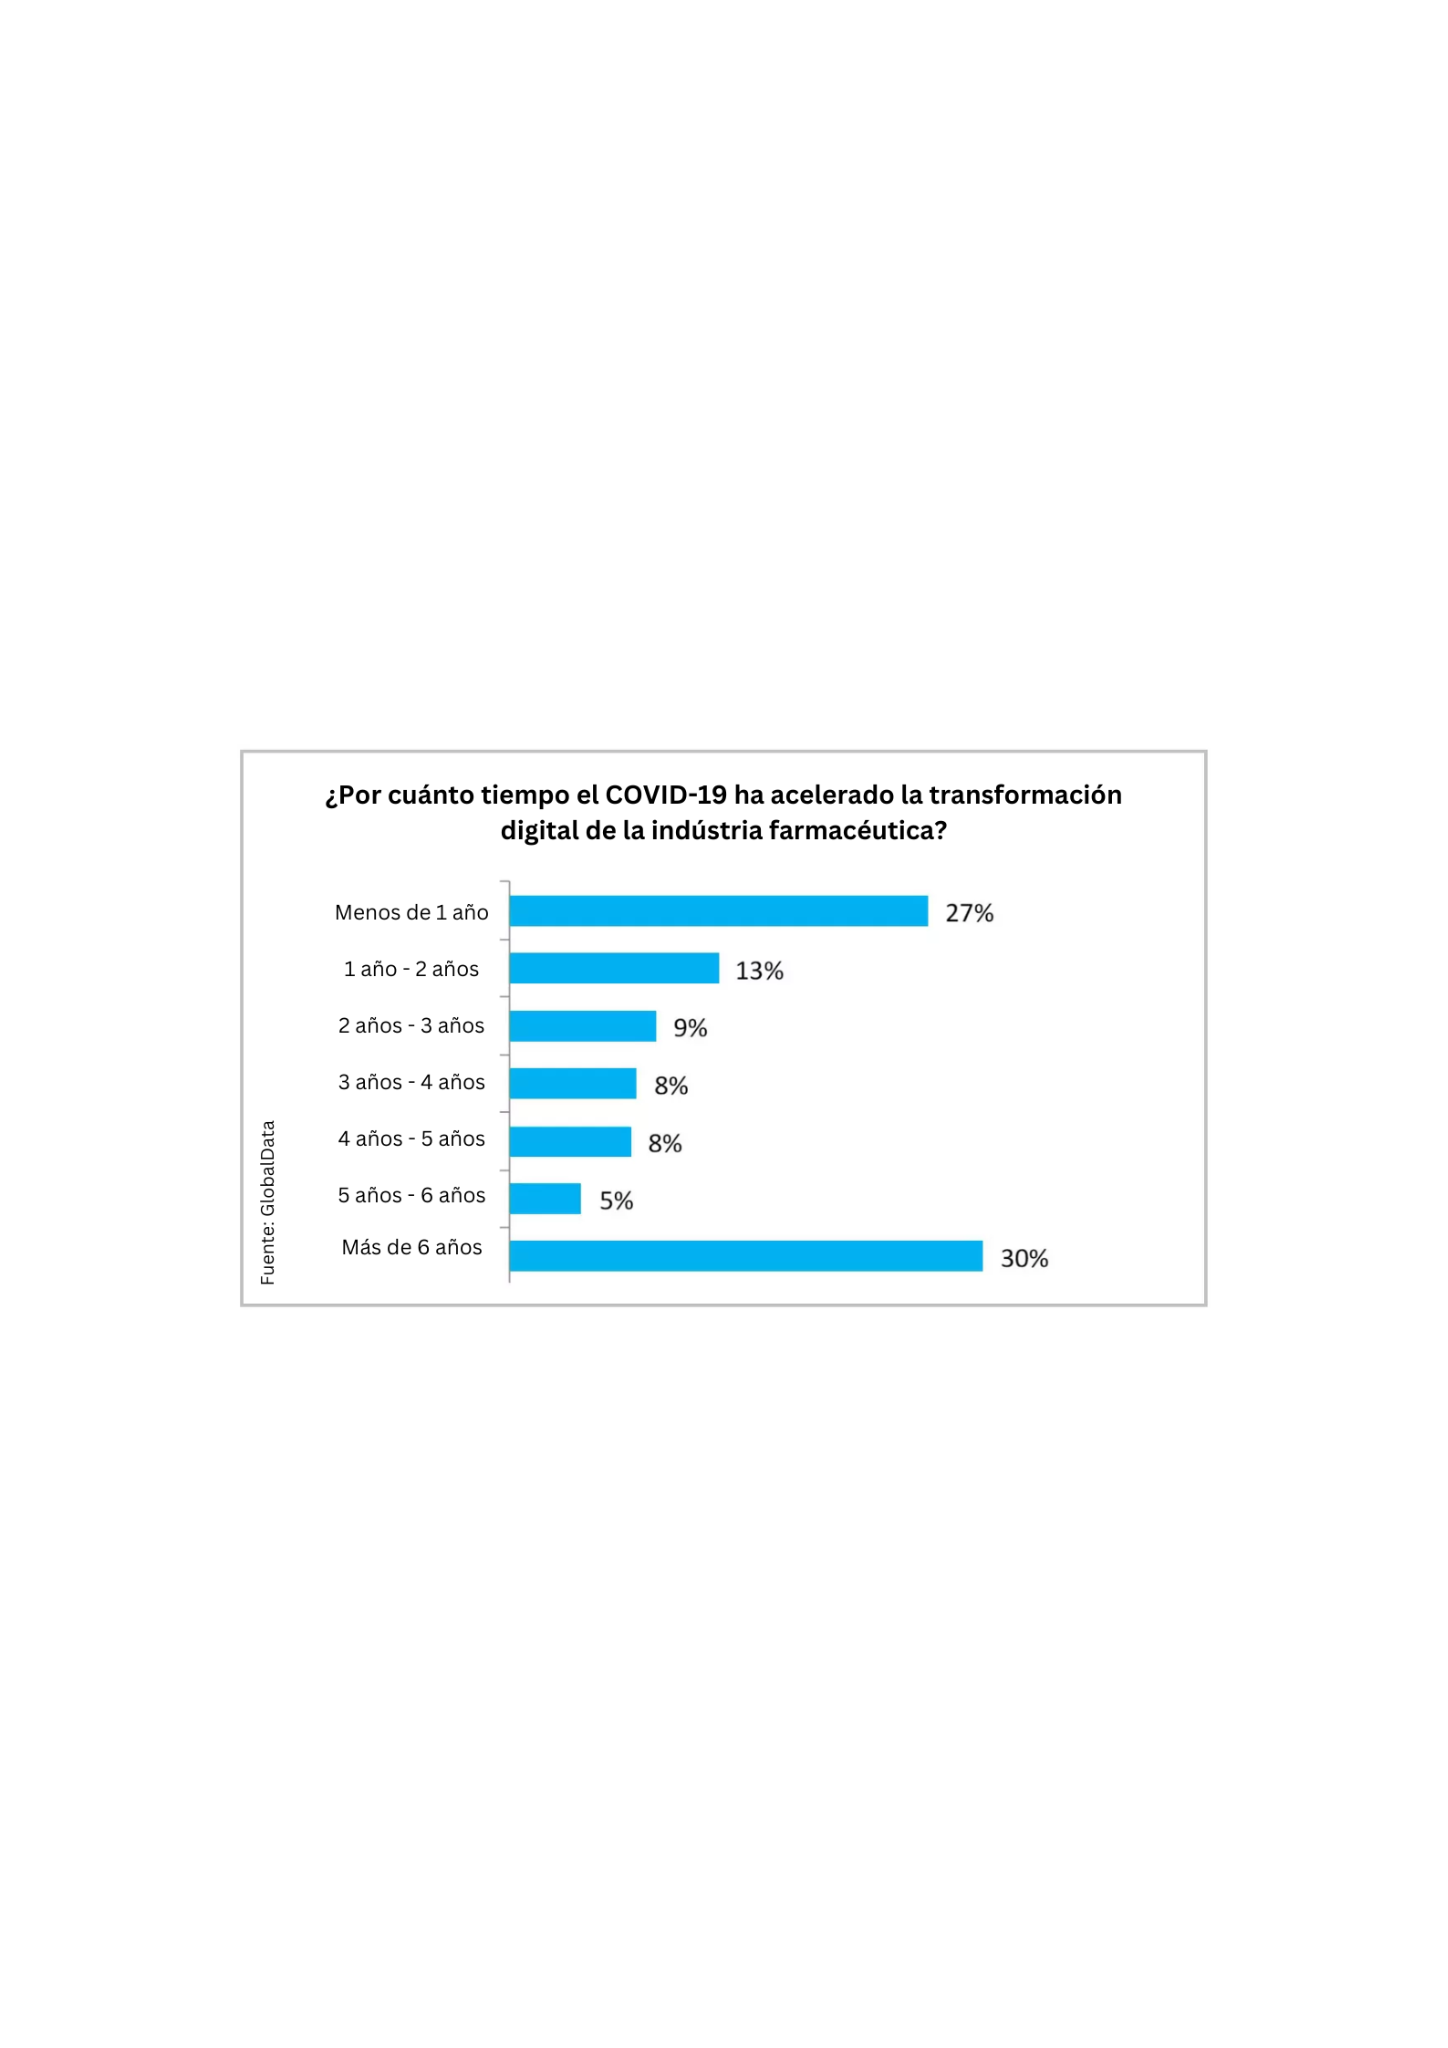 ¿Por cuánto tiempo el COVID-19 ha acelerado la transformación
digital de la indústria farmacéutica?
Menos de 1 año 27%
1 año - 2 años 13%
2 años - 3 años 9%
3 años - 4 años 8%
4 años - 5 años 8%
5 años - 6 años 5%
Más de 6 años 30%
Fuente: GlobalData